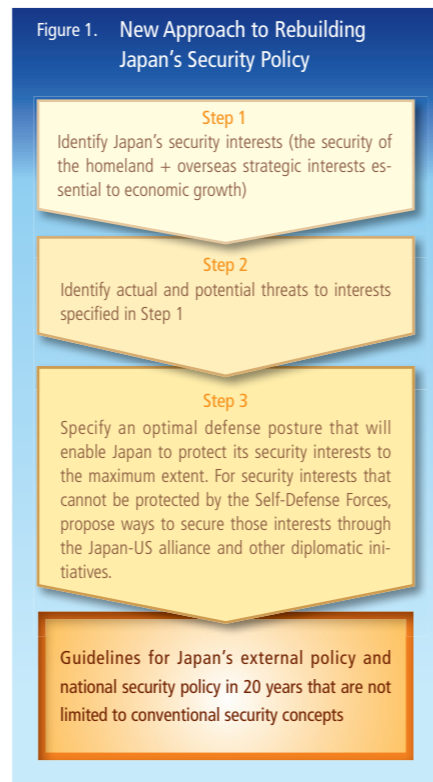 Figure 1. New Approach to Rebuilding
Japan's Security Policy
Step 1
Identify Japan's security interests (the security of
the homeland + overseas strategic interests es-
sential to economic growth)
Step 2
Identify actual and potential threats to interests
specified in Step 1
Step 3
Specify an optimal defense posture that will
enable Japan to protect its security interests to
the maximum extent. For security interests that
cannot be protected by the Self-Defense Forces,
propose ways to secure those interests through
the Japan-US alliance and other diplomatic ini-
tiatives.
Guidelines for Japan's external policy and
national security policy in 20 years that are not
limited to conventional security concepts